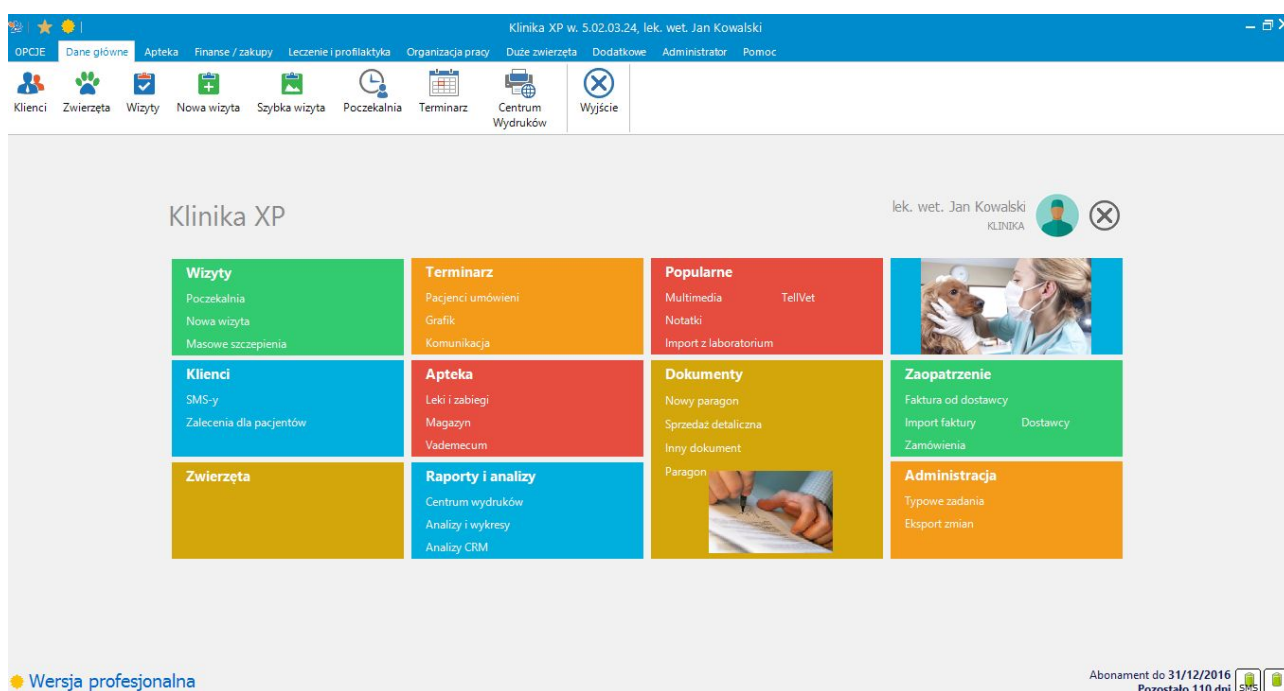 Klinika XP w. 5.02.03.24, lek. wet. Jan Kowalski
OPCJE Dane główne Apteka Finanse / zakupy Leczenie i profilaktyka Organizacja pracy Duże zwierzęta Dodatkowe Administrator Pomoc
Klienci Zwierzęta Wizyty Nowa wizyta Szybka wizyta Poczekalnia Terminarz Centrum Wydruków Wyjście
Klinika XP
lek. wet. Jan Kowalski
KLINIKA
Wizyty
Poczekalnia
Nowa wizyta
Masowe szczepienia
Terminarz
Pacjenci umówieni
Grafik
Komunikacja
Popularne
Multimedia TellVet
Notatki
Import z laboratorium
Klienci
SMS-y
Zalecenia dla pacjentów
Apteka
Leki i zabiegi
Magazyn
Vademecum
Dokumenty
Nowy paragon
Sprzedaż detaliczna
Inny dokument
Paragon
Zaopatrzenie
Faktura od dostawcy
Import faktury Dostawcy
Zamówienia
Zwierzęta
Raporty i analizy
Centrum wydruków
Analizy i wykresy
Analizy CRM
Administracja
Typowe zadania
Eksport zmian
Wersja profesjonalna
Abonament do 31/12/2016
Pozostało 110 dni
SMS